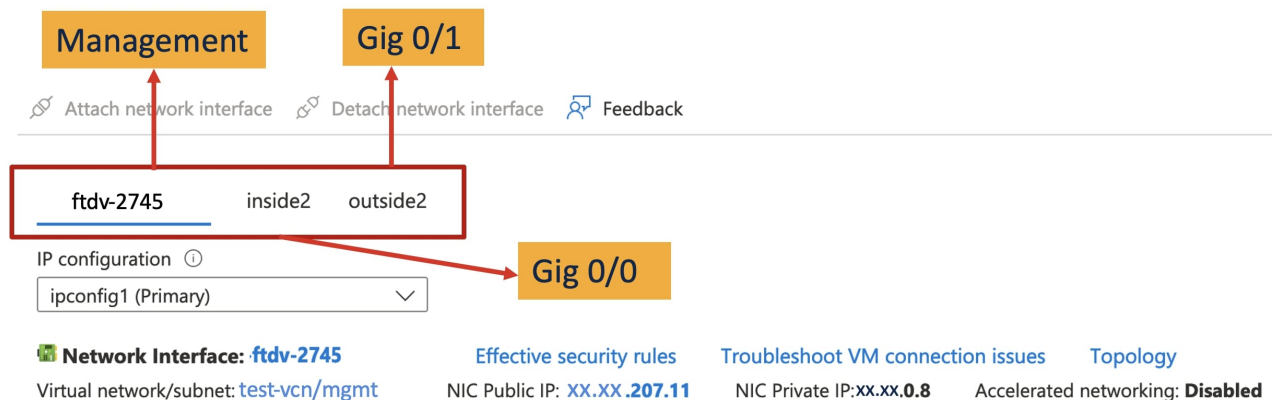 Management
Gig 0/1
Attach network interface
Detach network interface
Feedback
ftdv-2745
inside2
outside2
IP configuration
Gig 0/0
ipconfig1 (Primary)
Network Interface: ftdv-2745
Effective security rules
Troubleshoot VM connection issues
Topology
Virtual network/subnet: test-vcn/mgmt
NIC Public IP: XX.XX.207.11
NIC Private IP:XX.XX.0.8
Accelerated networking: Disabled